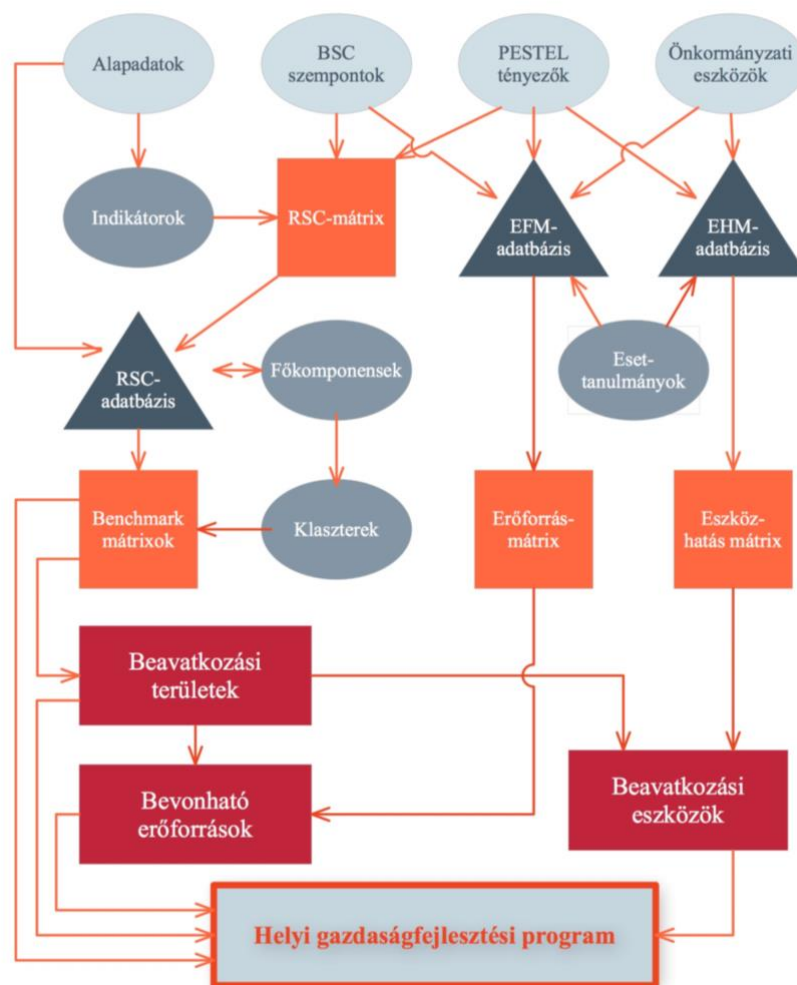 Alapadatok
BSC
szempontok
PESTEL
tényezők
Önkormányzati
eszközök
Indikátorok
RSC-mátrix
EFM-
adatbázis
EHM-
adatbázis
RSC-
adatbázis
Főkomponensek
Eset-
tanulmányok
Benchmark
mátrixok
Klaszterek
Erőforrás-
mátrix
Eszköz-
hatás mátrix
Beavatkozási
területek
Bevonható
erőforrások
Beavatkozási
eszközök
Helyi gazdaságfejlesztési program